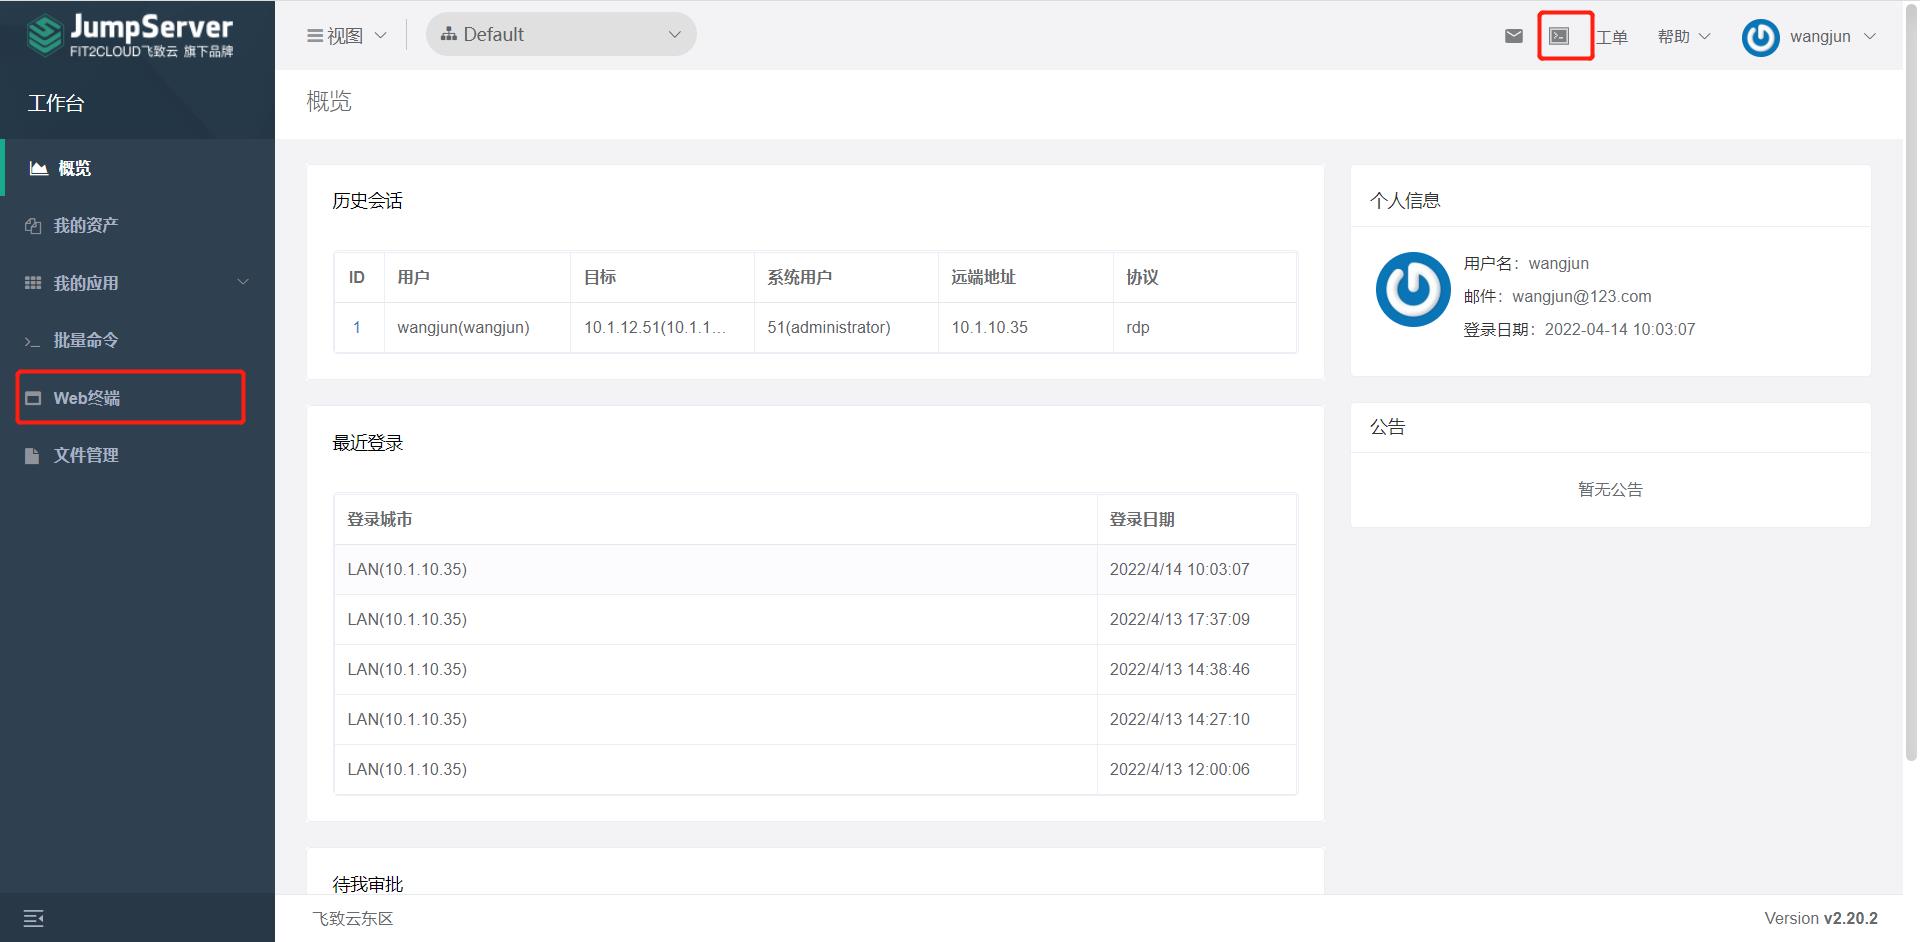 JumpServer
FIT2CLOUD飞致云 旗下品牌
视图
Default
工单
帮助
wangjun
工作台
概览
概览
我的资产
我的应用
批量命令
Web终端
文件管理
历史会话
ID 用户 目标 系统用户 远端地址 协议
1 wangjun(wangjun) 10.1.12.51(10.1.1... 51(administrator) 10.1.10.35 rdp
最近登录
登录城市 登录日期
LAN(10.1.10.35) 2022/4/14 10:03:07
LAN(10.1.10.35) 2022/4/13 17:37:09
LAN(10.1.10.35) 2022/4/13 14:38:46
LAN(10.1.10.35) 2022/4/13 14:27:10
LAN(10.1.10.35) 2022/4/13 12:00:06
待我审批
个人信息
用户名：wangjun
邮件：wangjun@123.com
登录日期：2022-04-14 10:03:07
公告
暂无公告
飞致云东区
Version v2.20.2